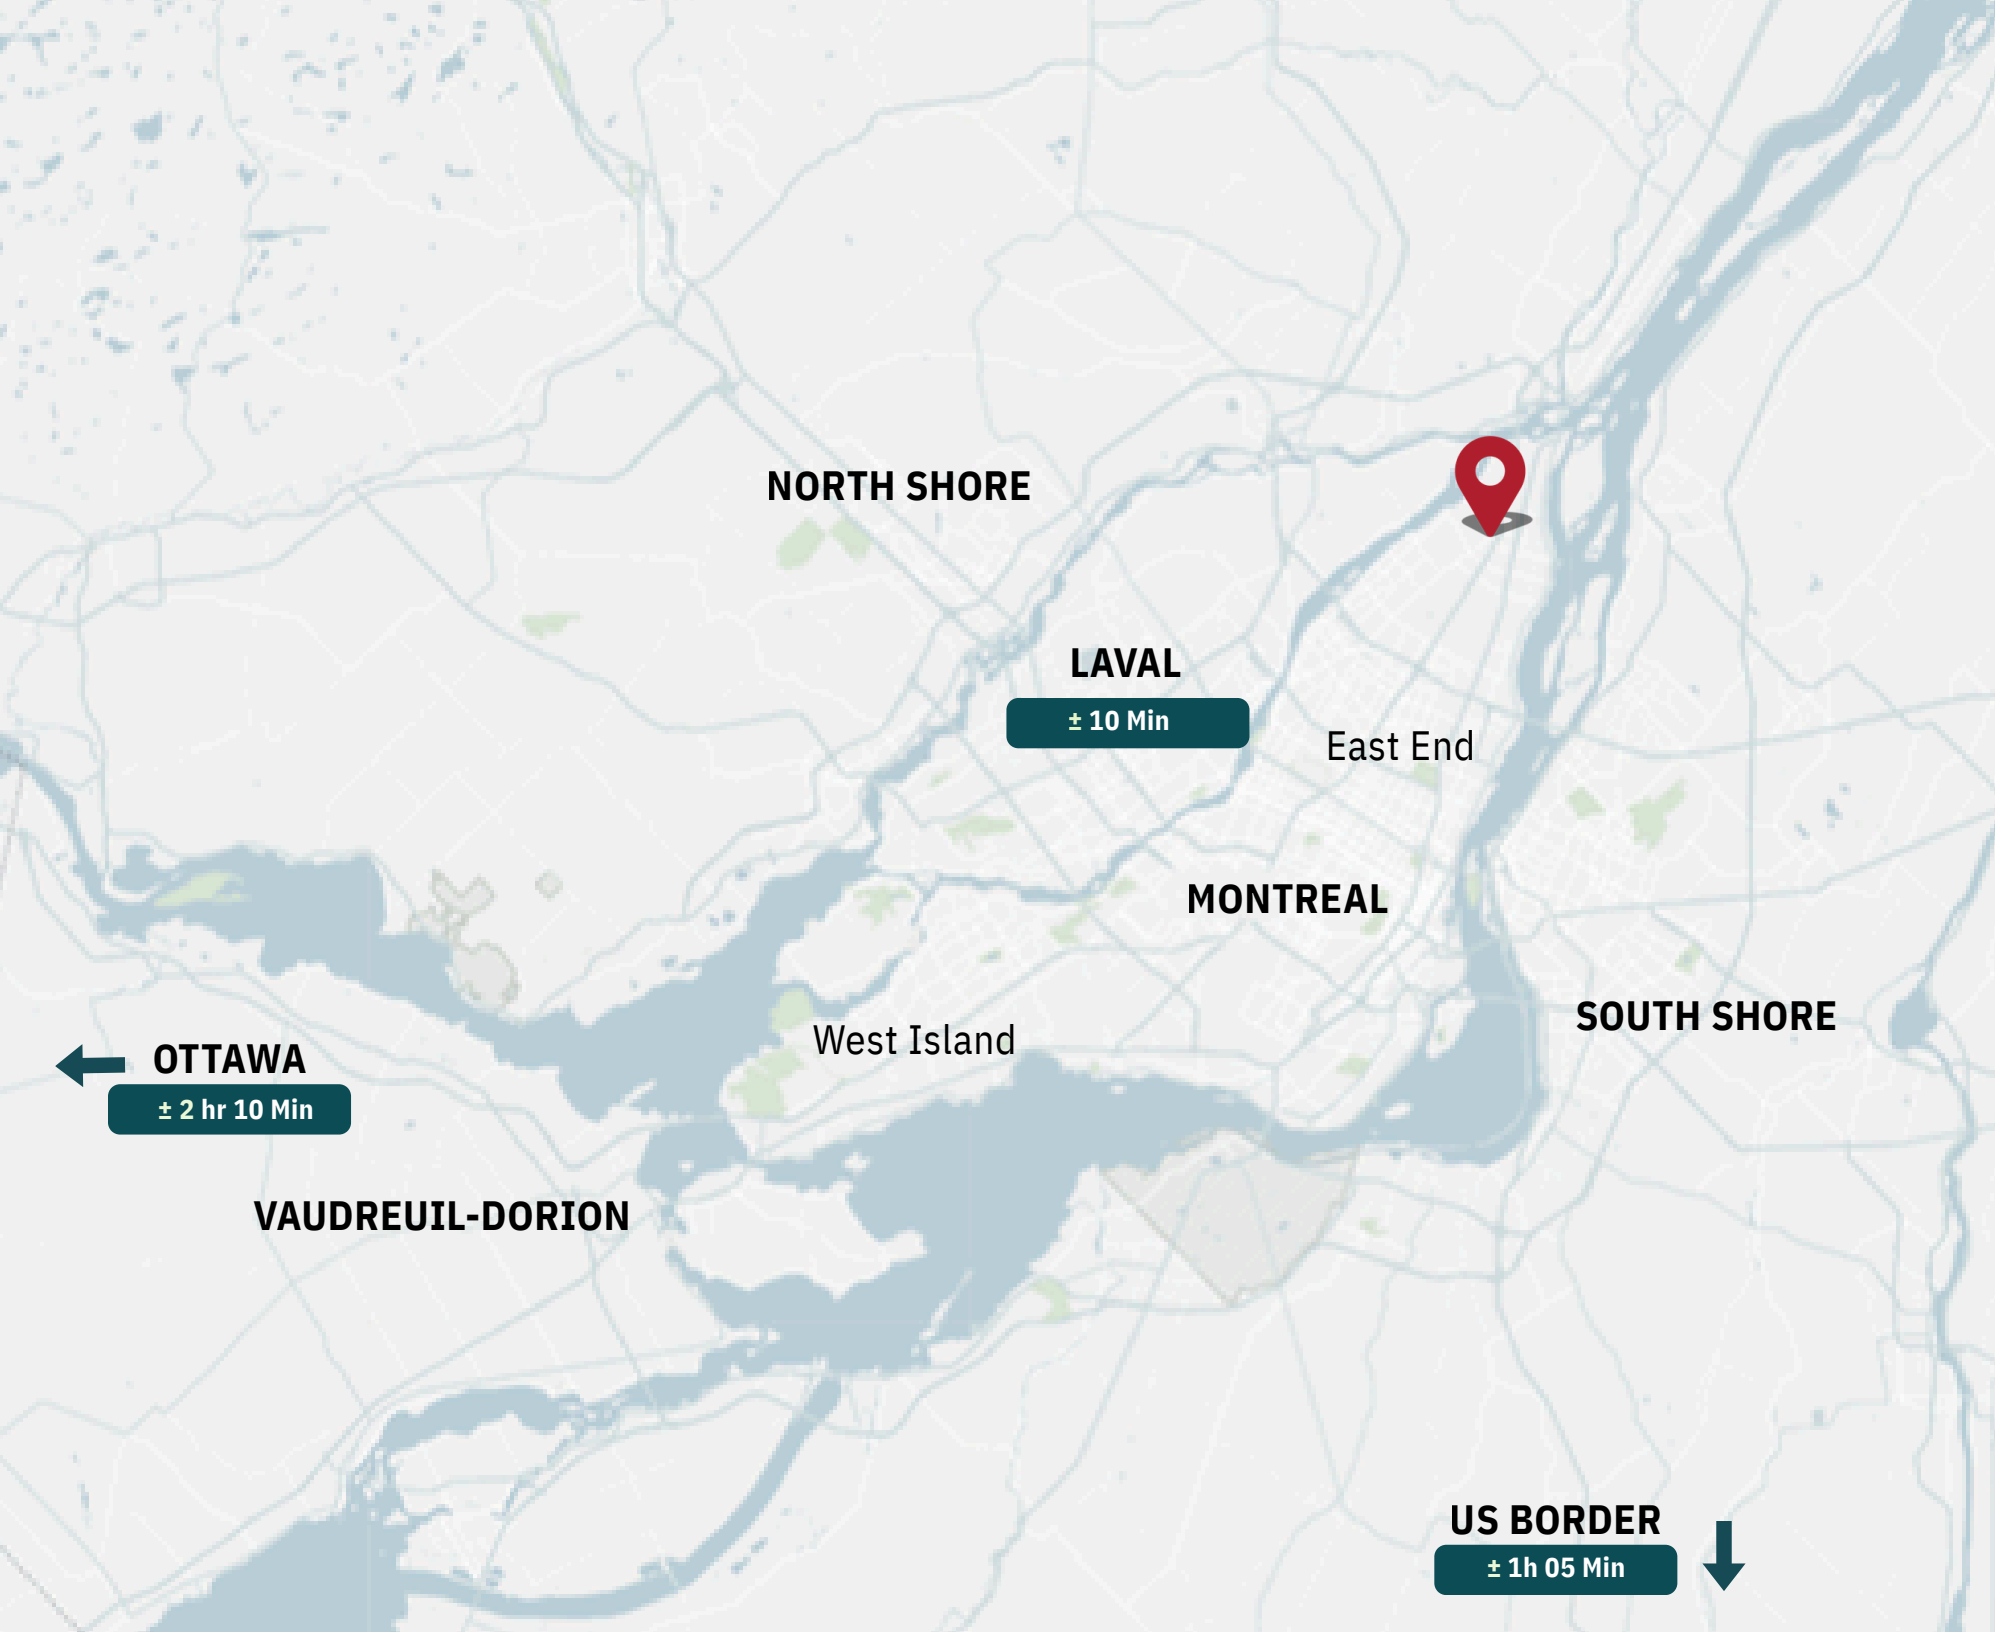 NORTH SHORE
LAVAL
± 10 Min
East End
MONTREAL
SOUTH SHORE
West Island
OTTAWA
± 2 hr 10 Min
VAUDREUIL-DORION
US BORDER
± 1h 05 Min